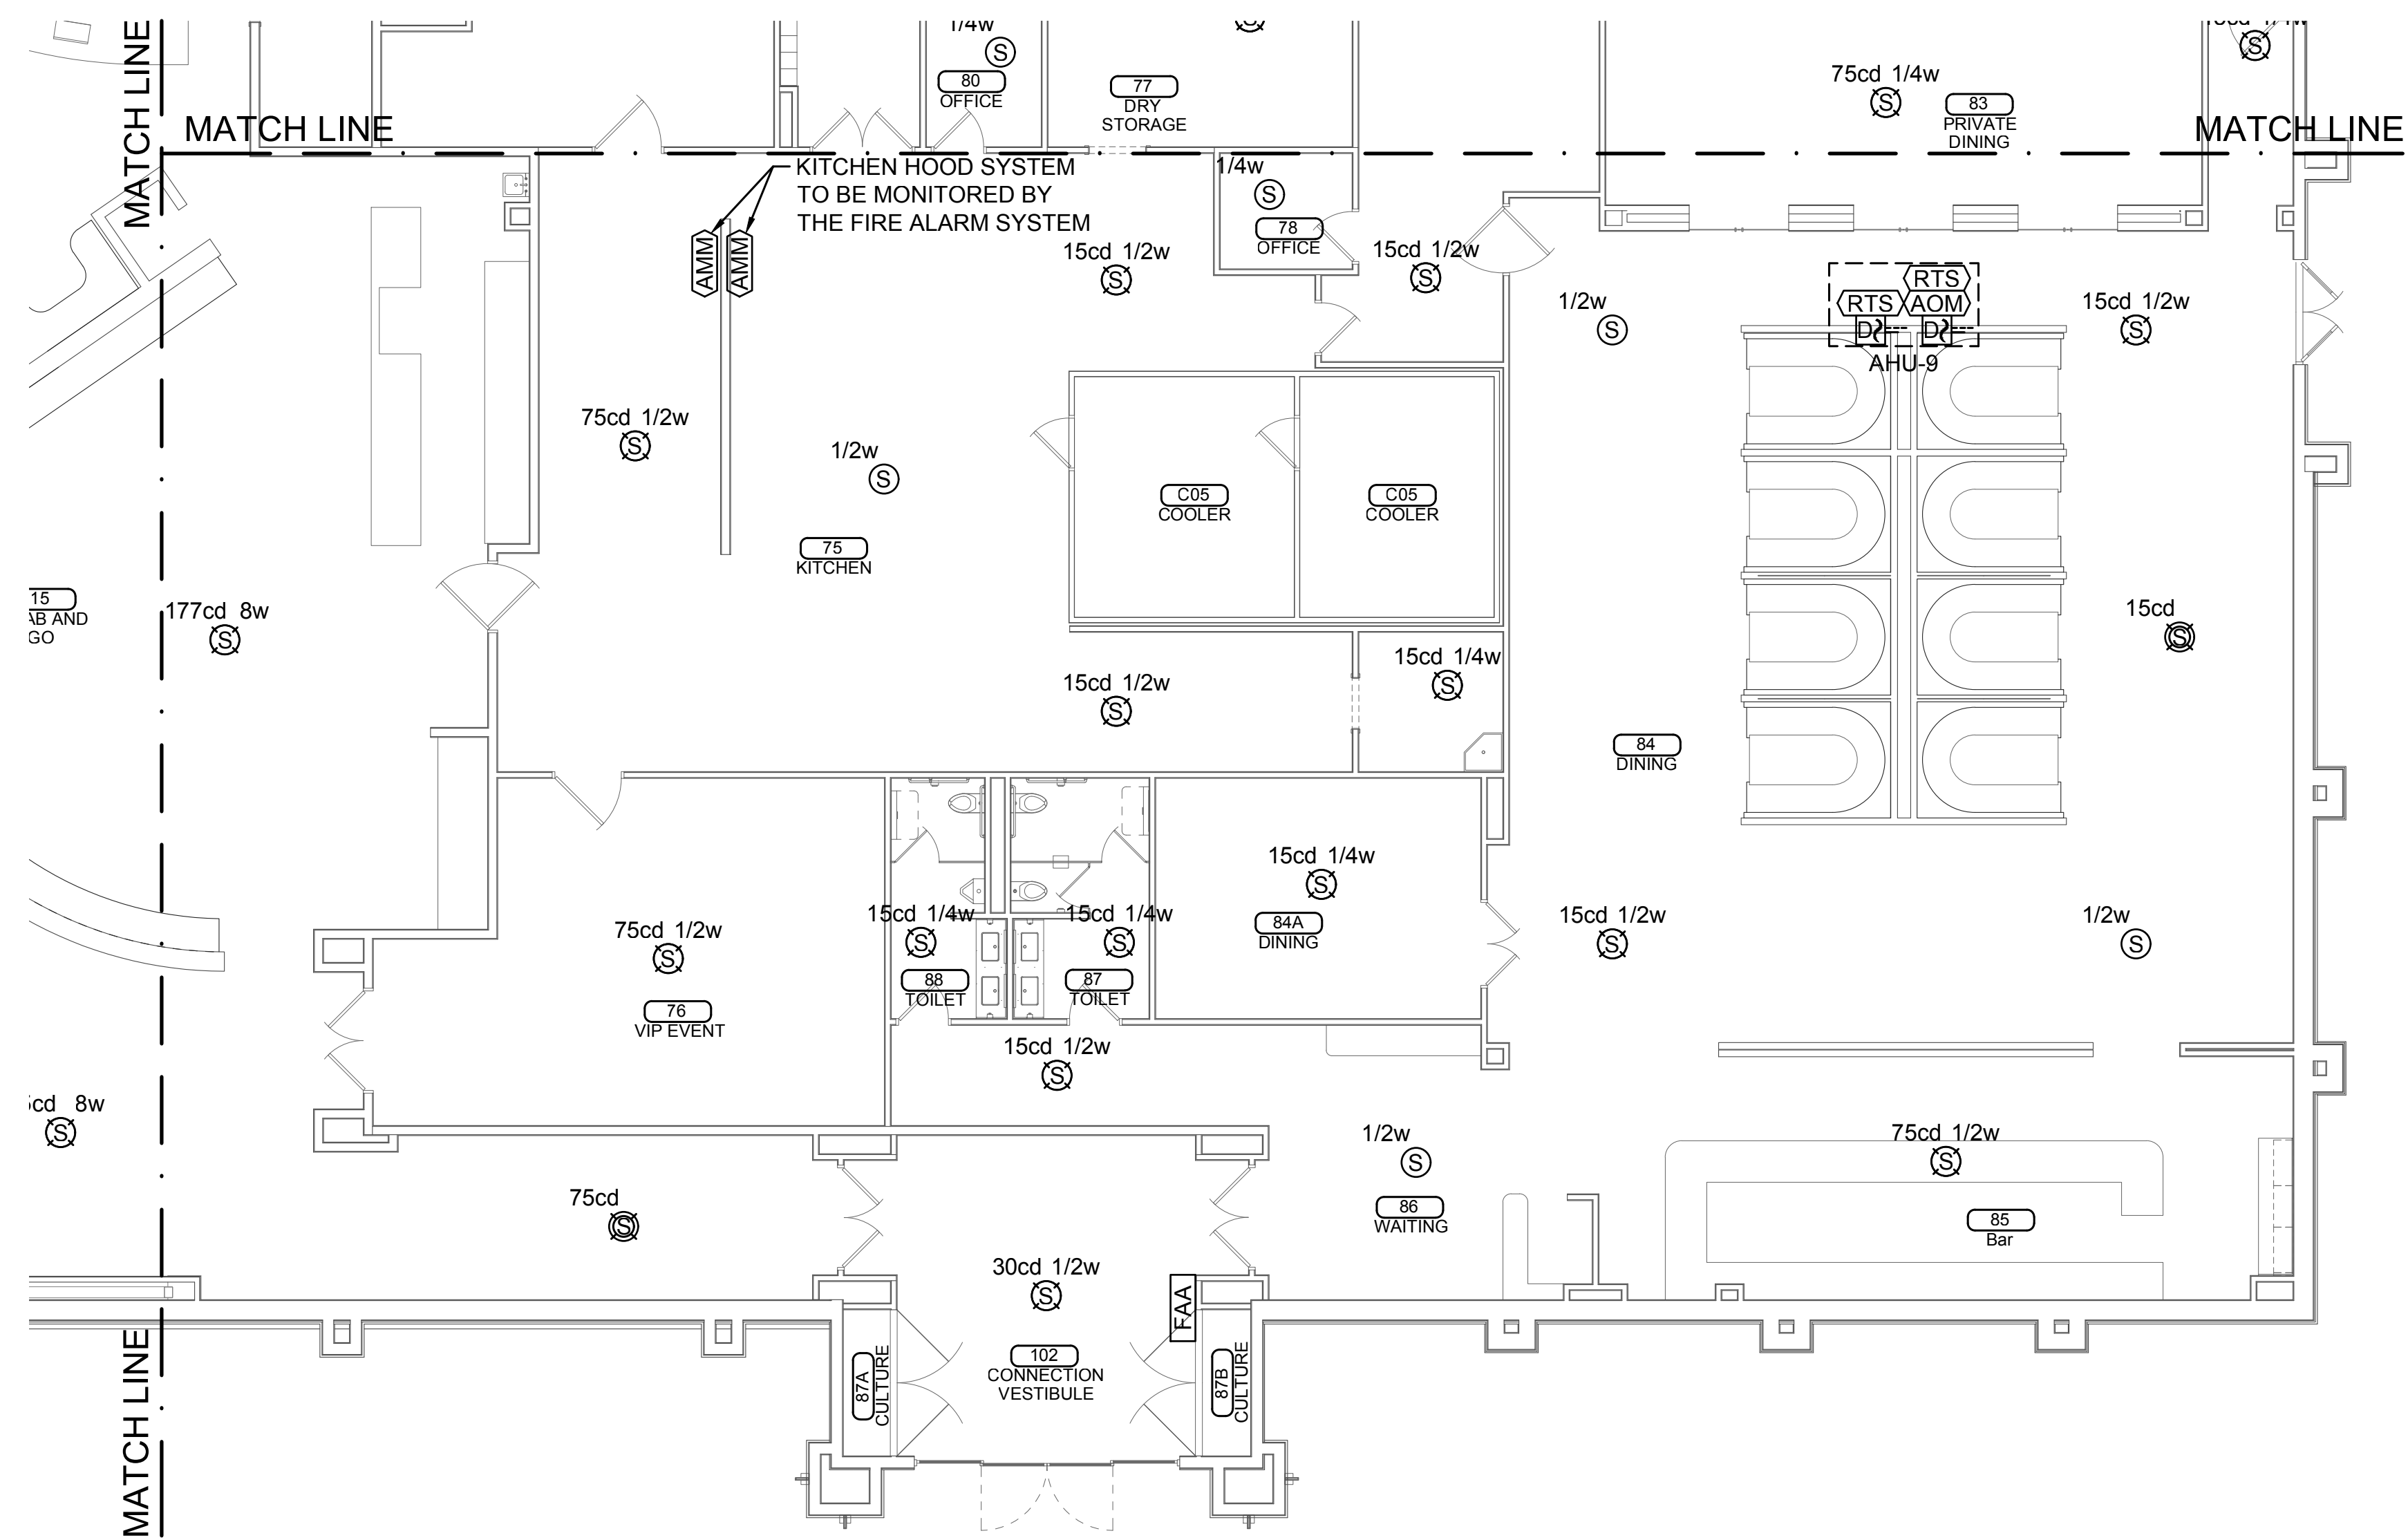 MATCH LINE
1/4w
S
80
OFFICE
77
DRY
STORAGE
S
75cd 1/4w
S
83
PRIVATE
DINING
S
MATCH LINE
MATCH LINE
KITCHEN HOOD SYSTEM
TO BE MONITORED BY
THE FIRE ALARM SYSTEM
AMM
AMM
1/4w
S
78
OFFICE
15cd 1/2w
S
15cd 1/2w
S
1/2w
S
RTS
RTS
AOM
D
D
AHU-9
15cd 1/2w
S
75cd 1/2w
S
1/2w
S
C05
COOLER
C05
COOLER
75
KITCHEN
15
AB AND
GO
177cd 8w
S
15cd
S
15cd 1/2w
S
15cd 1/4w
S
84
DINING
15cd 1/4w
S
84A
DINING
75cd 1/2w
S
76
VIP EVENT
15cd 1/4w
S
88
TOILET
15cd 1/4w
S
87
TOILET
15cd 1/2w
S
1/2w
S
15cd 1/2w
S
cd 8w
S
1/2w
S
86
WAITING
75cd 1/2w
S
85
Bar
75cd
S
30cd 1/2w
S
FAA
102
CONNECTION
VESTIBULE
87A
CULTURE
87B
CULTURE
MATCH LINE